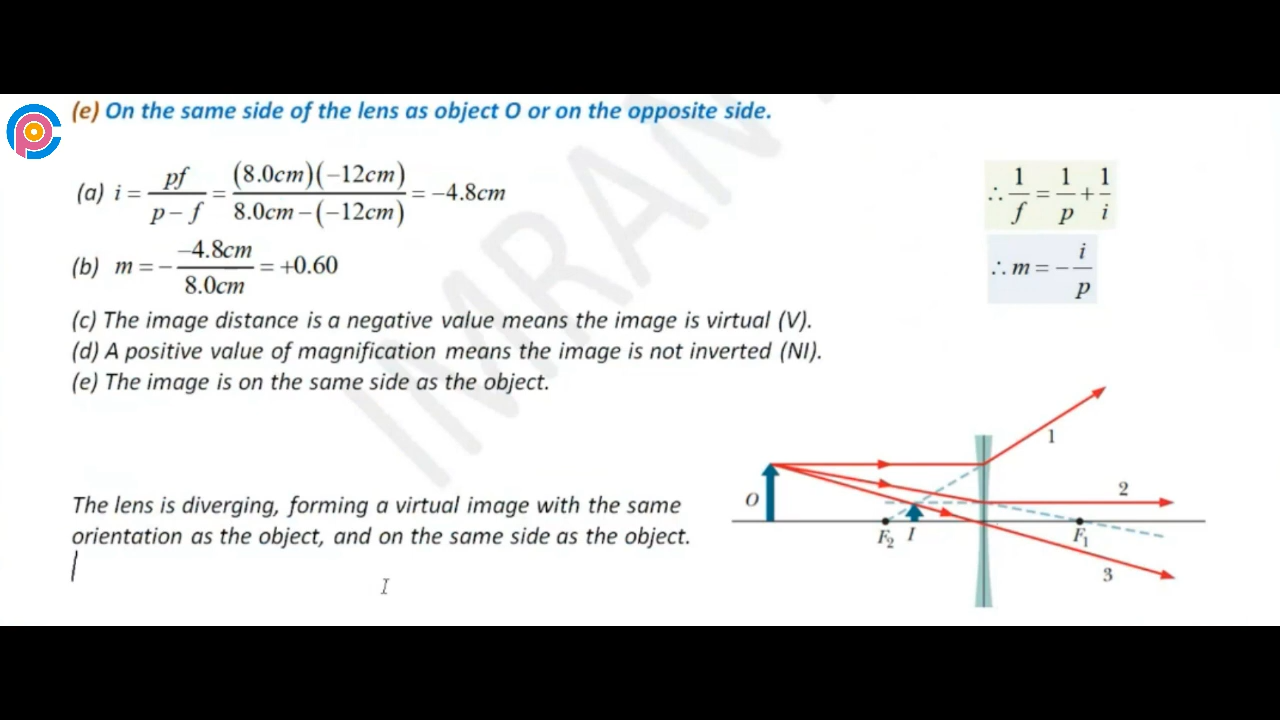 (e) On the same side of the lens as object O or on the opposite side.
(a) i = pf / p − f = (8.0cm)(−12cm) / 8.0cm − (−12cm) = −4.8cm
∴ 1/f = 1/p + 1/i
(b) m = − −4.8cm / 8.0cm = +0.60
∴ m = − i/p
(c) The image distance is a negative value means the image is virtual (V).
(d) A positive value of magnification means the image is not inverted (NI).
(e) The image is on the same side as the object.
The lens is diverging, forming a virtual image with the same
orientation as the object, and on the same side as the object.
1
2
O
F₂ I F₁
3
IMRAN